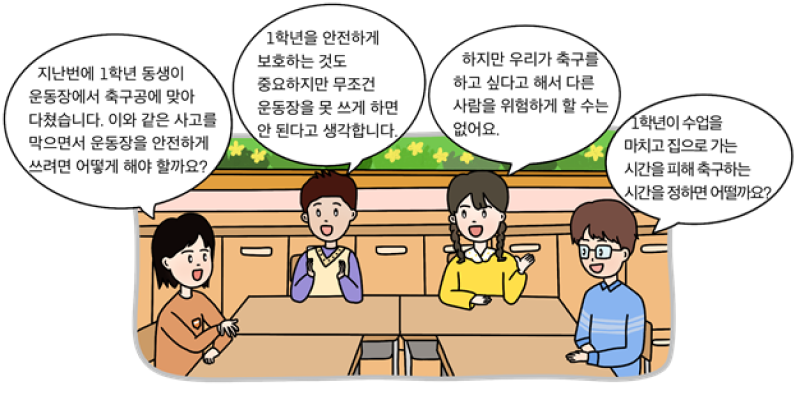 지난번에 1학년 동생이
운동장에서 축구공에 맞아
다쳤습니다. 이와 같은 사고를
막으면서 운동장을 안전하게
쓰려면 어떻게 해야 할까요?
1학년을 안전하게
보호하는 것도
중요하지만 무조건
운동장을 못 쓰게 하면
안 된다고 생각합니다.
하지만 우리가 축구를
하고 싶다고 해서 다른
사람을 위험하게 할 수는
없어요.
1학년이 수업을
마치고 집으로 가는
시간을 피해 축구하는
시간을 정하면 어떨까요?